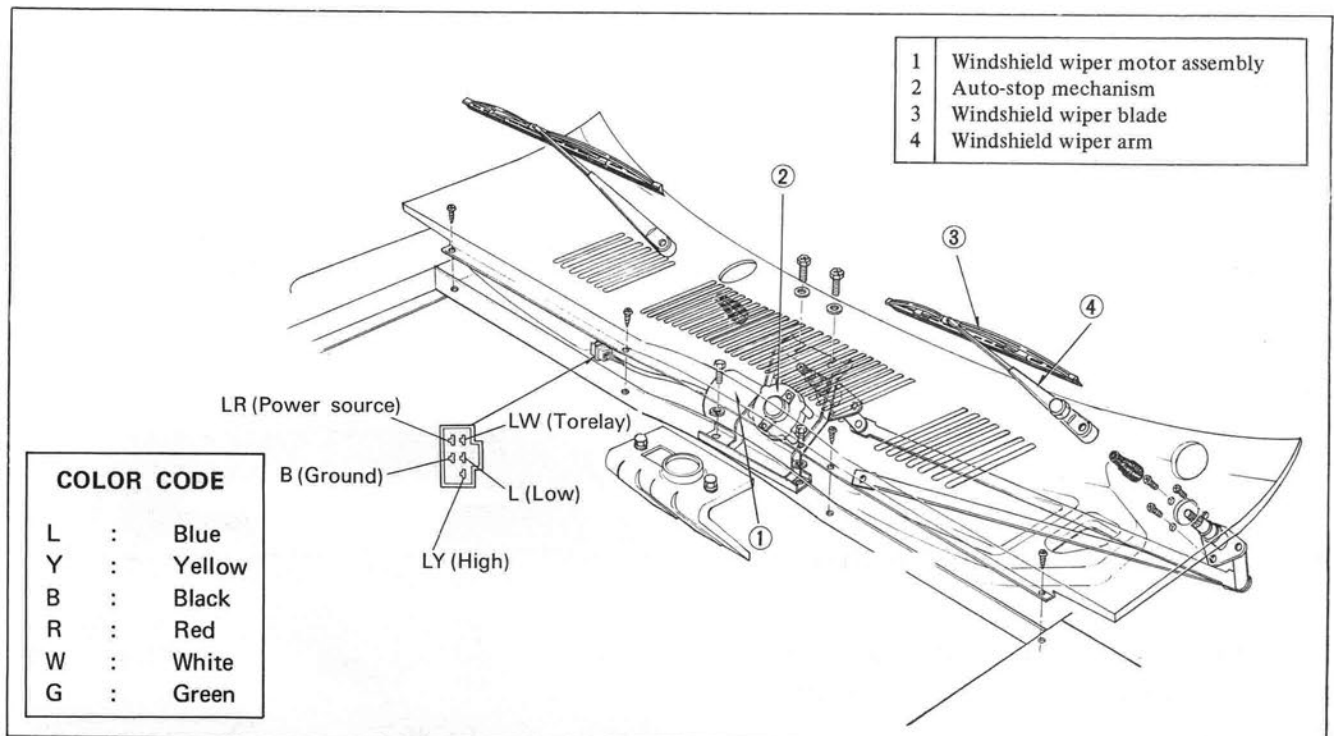 1 Windshield wiper motor assembly
2 Auto-stop mechanism
3 Windshield wiper blade
4 Windshield wiper arm
②
③
④
LR (Power source)
LW (Torelay)
B (Ground)
L (Low)
LY (High)
①
COLOR CODE
L : Blue
Y : Yellow
B : Black
R : Red
W : White
G : Green